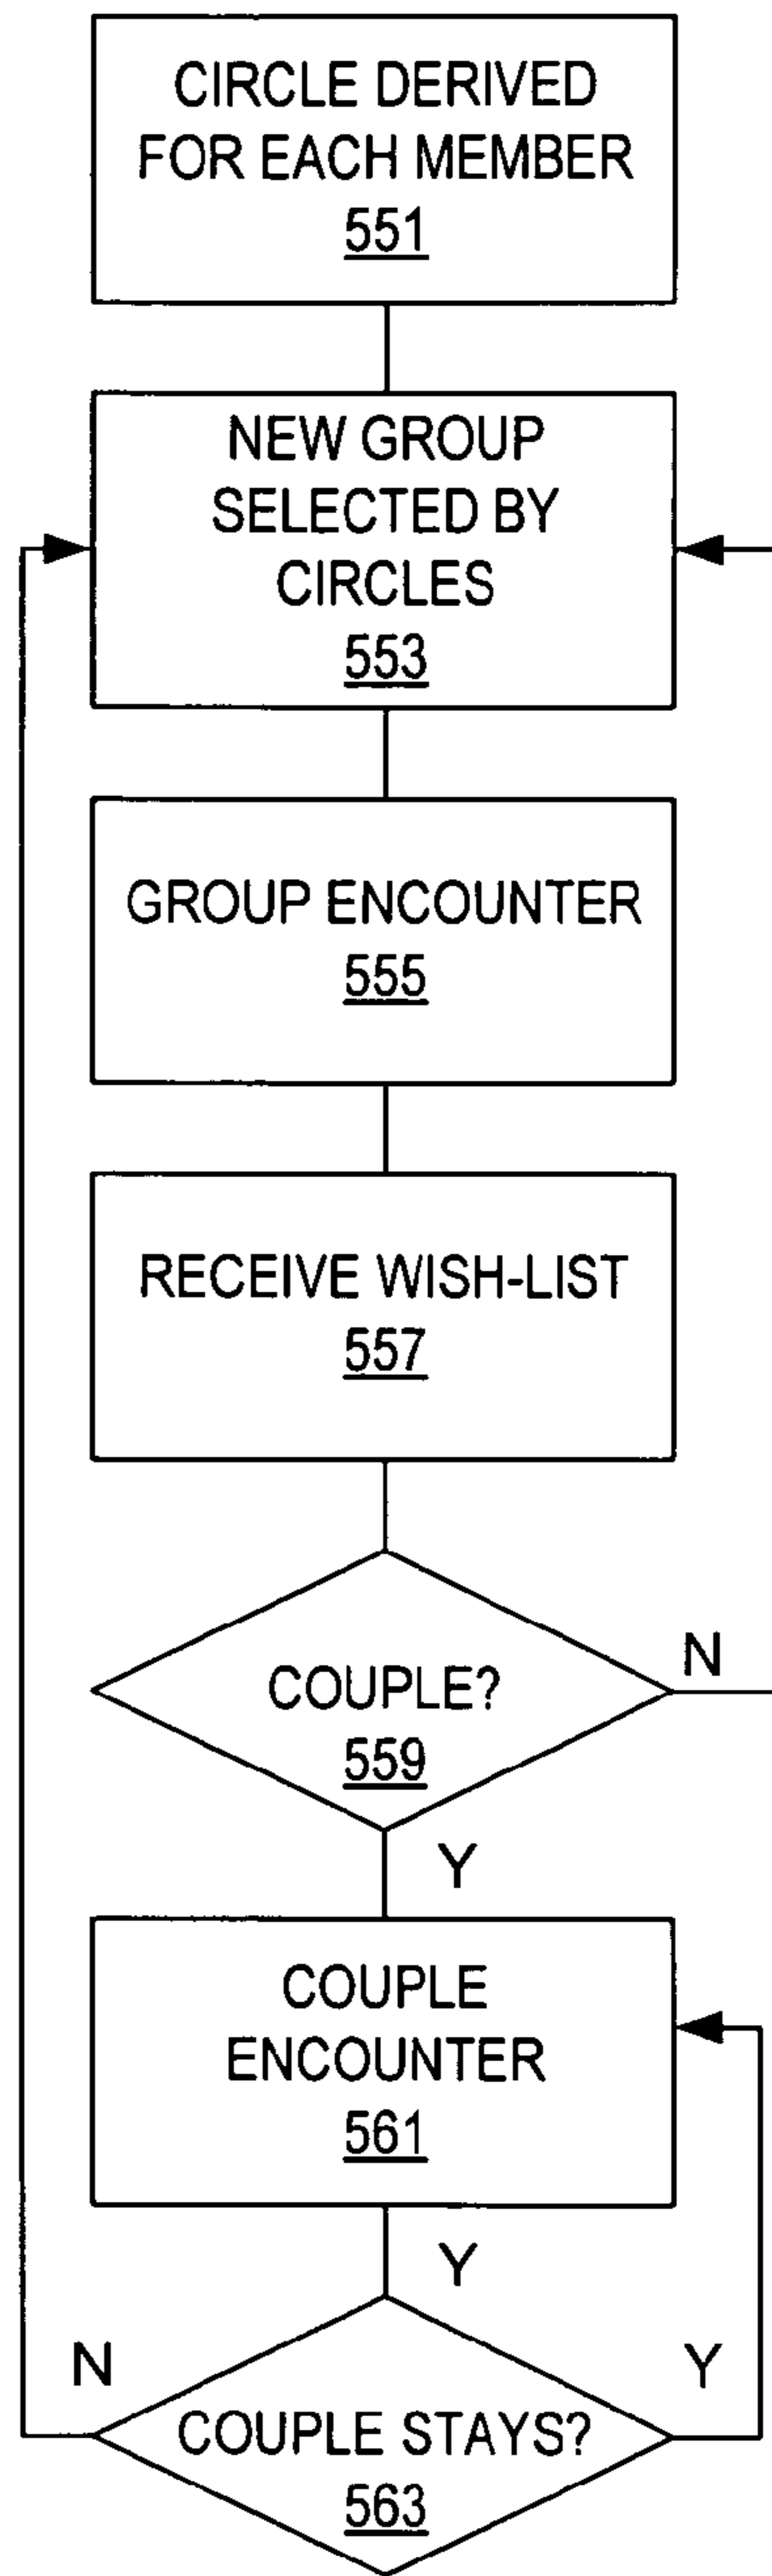 CIRCLE DERIVED
FOR EACH MEMBER
551
NEW GROUP
SELECTED BY
CIRCLES
553
GROUP ENCOUNTER
555
RECEIVE WISH-LIST
557
N
COUPLE?
559
Y
COUPLE
ENCOUNTER
561
Y
N
Y
COUPLE STAYS?
563